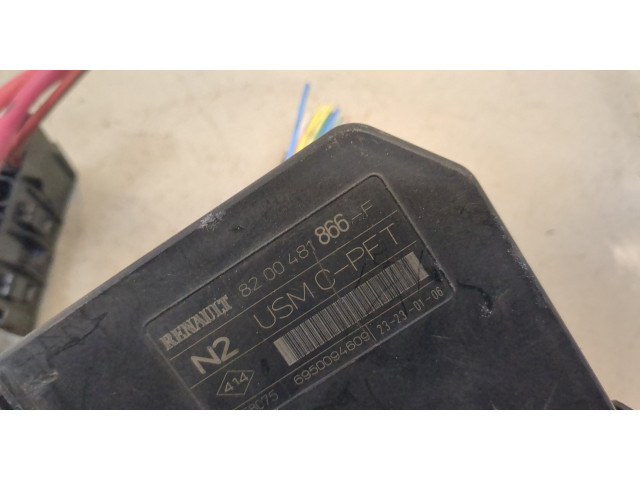 RENAULT 82 00 481 866-F
N2 USM C-PFT
414 6950094609 23-23-01-06